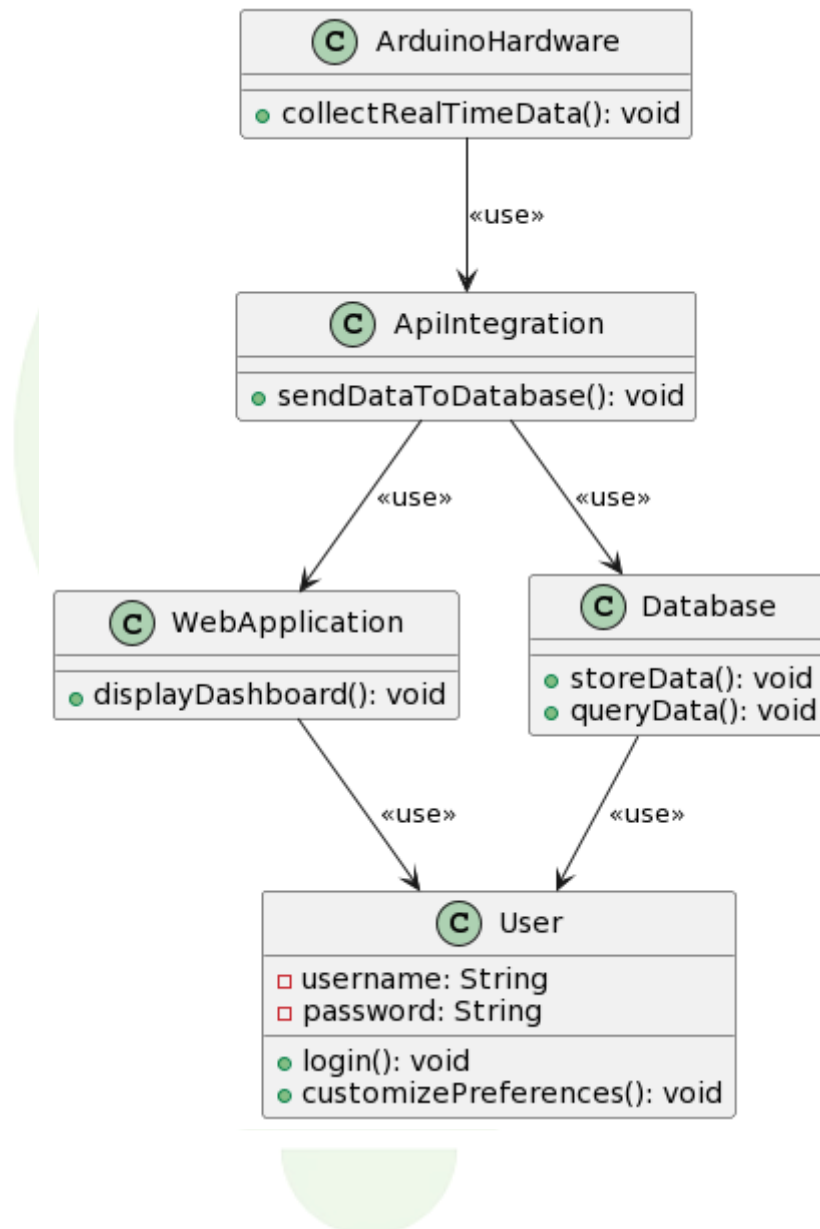 C ArduinoHardware
collectRealTimeData(): void
«use»
C ApiIntegration
sendDataToDatabase(): void
«use» «use»
C WebApplication
displayDashboard(): void
C Database
storeData(): void
queryData(): void
«use» «use»
C User
username: String
password: String
login(): void
customizePreferences(): void